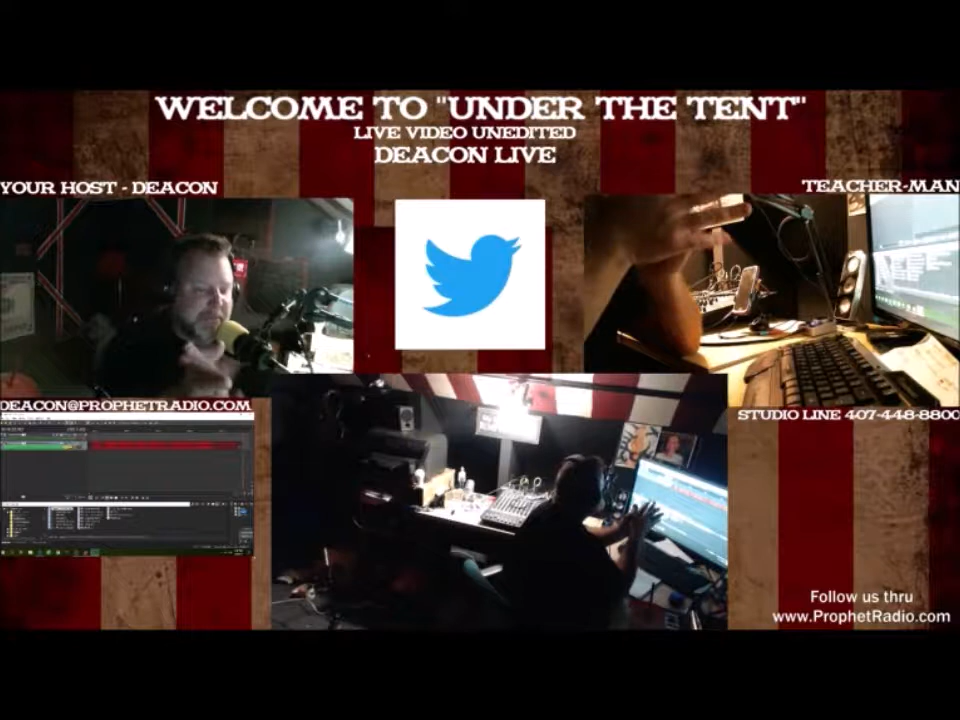 WELCOME TO "UNDER THE TENT"
LIVE VIDEO UNEDITED
DEACON LIVE
YOUR HOST - DEACON
TEACHER-MAN
DEACON@PROPHETRADIO.COM
STUDIO LINE 407-448-8800
Follow us thru
www.ProphetRadio.com